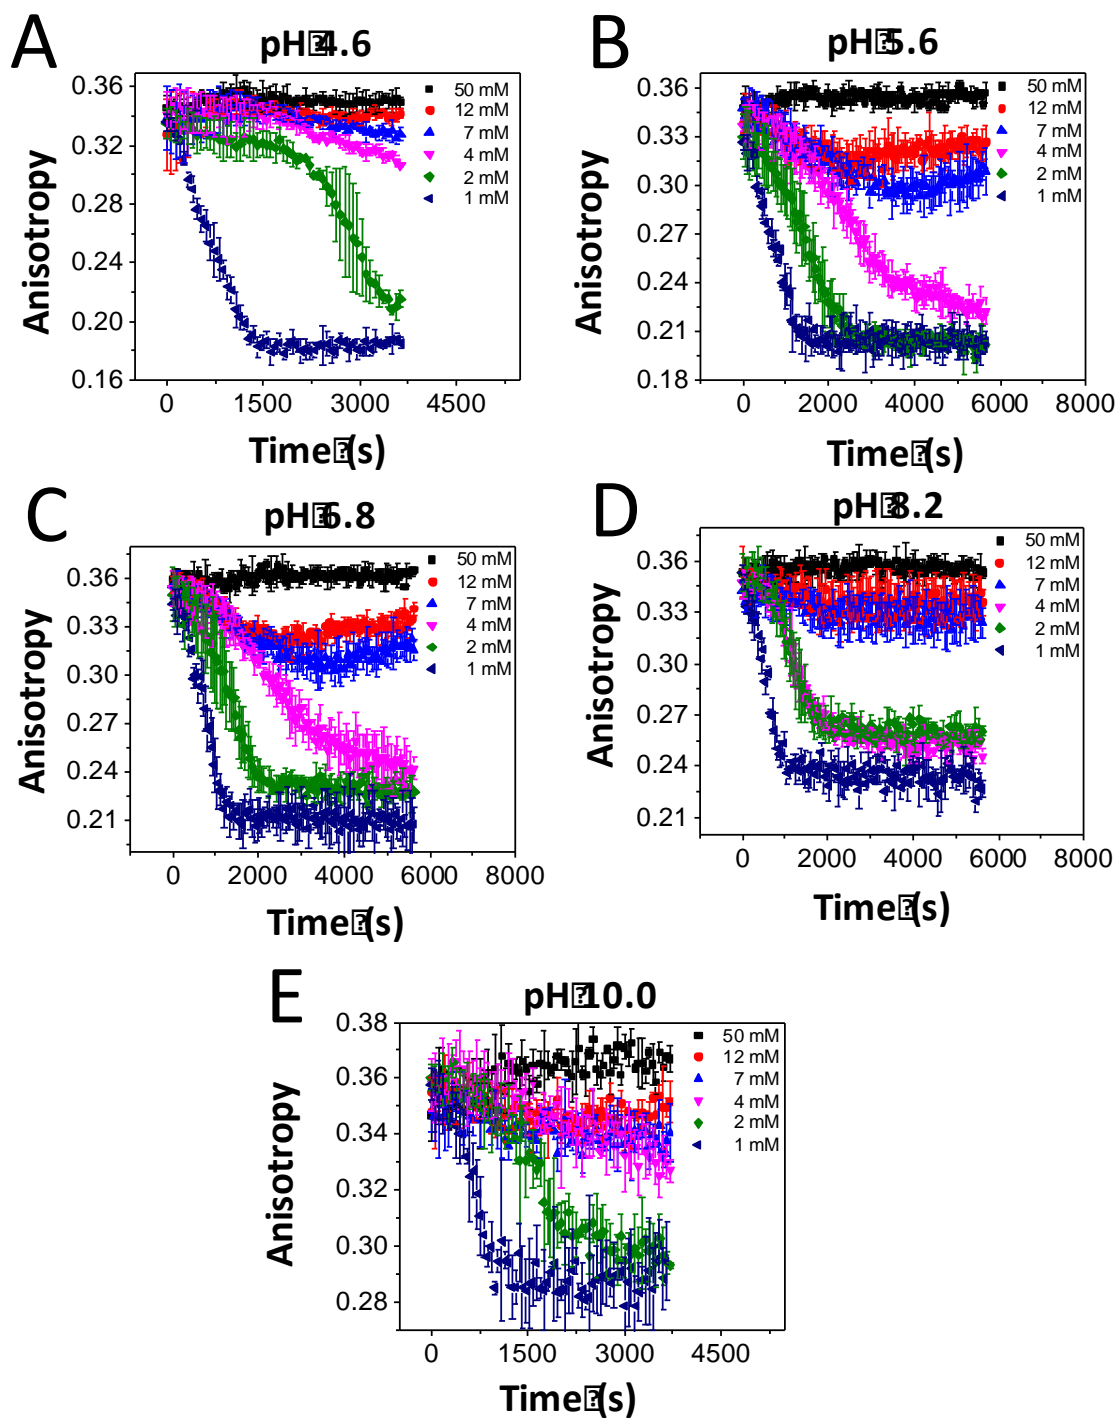 A
pH 4.6
0.36
0.32
0.28
0.24
0.20
0.16
Anisotropy
0
1500
3000
4500
Time (s)
50 mM
12 mM
7 mM
4 mM
2 mM
1 mM
B
pH 5.6
0.36
0.33
0.30
0.27
0.24
0.21
0.18
Anisotropy
0
2000
4000
6000
8000
Time (s)
50 mM
12 mM
7 mM
4 mM
2 mM
1 mM
C
pH 6.8
0.36
0.33
0.30
0.27
0.24
0.21
Anisotropy
0
2000
4000
6000
8000
Time (s)
50 mM
12 mM
7 mM
4 mM
2 mM
1 mM
D
pH 8.2
0.36
0.33
0.30
0.27
0.24
0.21
Anisotropy
0
2000
4000
6000
8000
Time (s)
50 mM
12 mM
7 mM
4 mM
2 mM
1 mM
E
pH 10.0
0.38
0.36
0.34
0.32
0.30
0.28
Anisotropy
0
1500
3000
4500
Time (s)
50 mM
12 mM
7 mM
4 mM
2 mM
1 mM